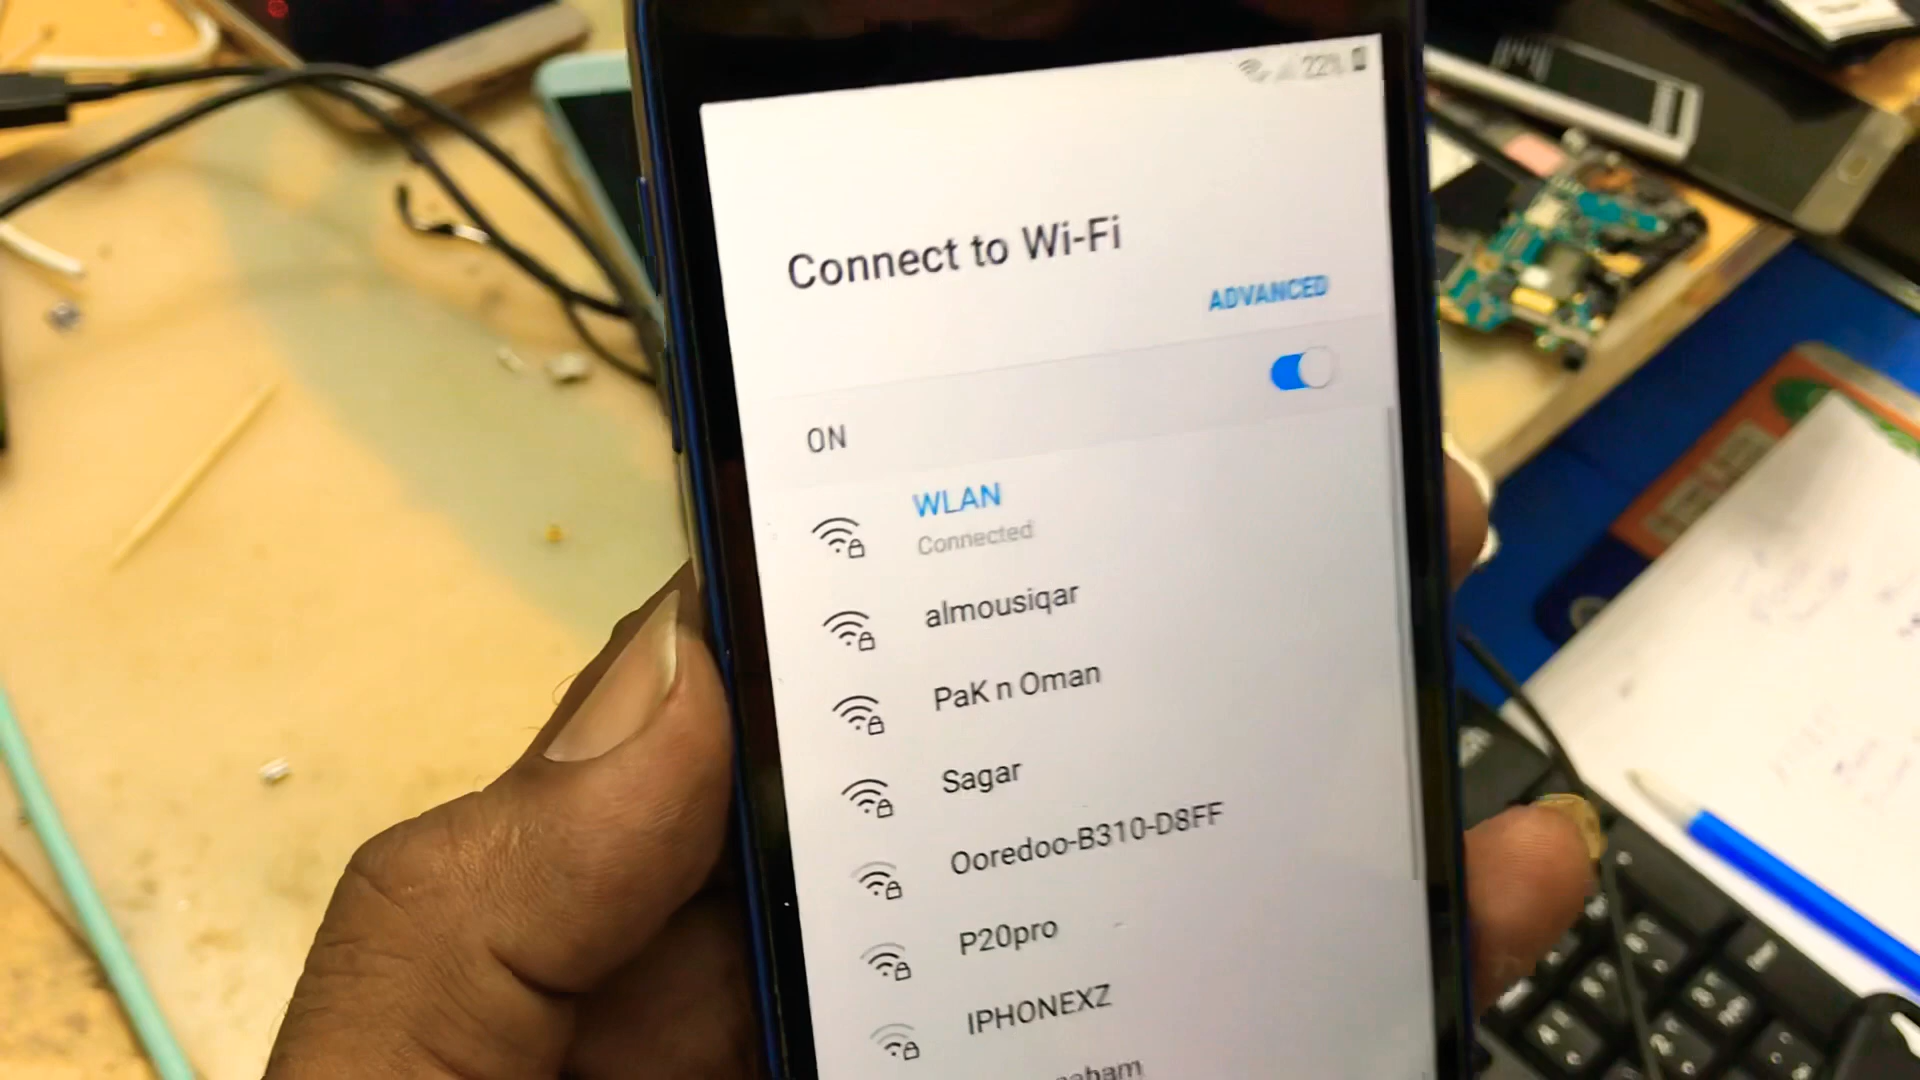 22%
Connect to Wi-Fi
ADVANCED
ON
WLAN
Connected
almousiqar
PaK n Oman
Sagar
Ooredoo-B310-D8FF
P20pro
IPHONEXZ